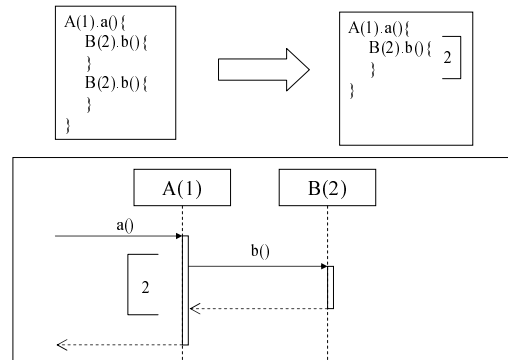 A(1).a(){
B(2).b(){
}
B(2).b(){
}
}
A(1).a(){
B(2).b(){
}
}
2
A(1)
B(2)
a()
b()
2